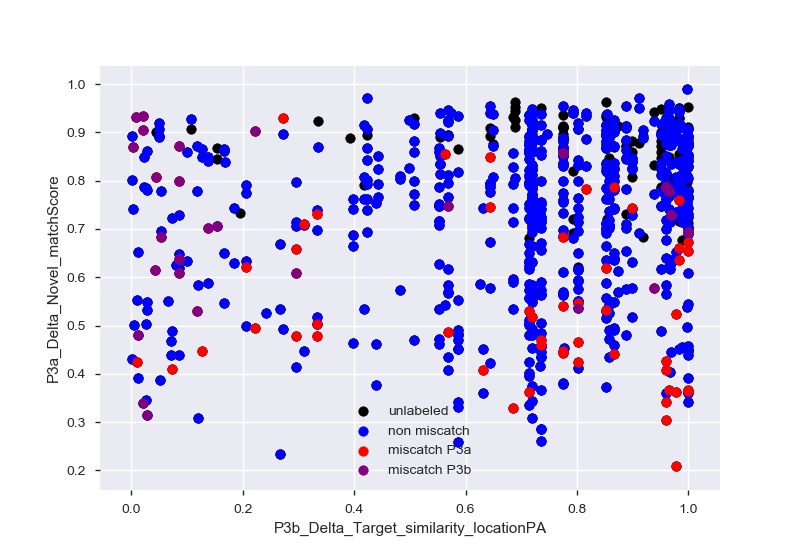 1.0
0.9
0.8
0.7
0.6
0.5
0.4
0.3
0.2
P3a_Delta_Novel_matchScore
unlabeled
non miscatch
miscatch P3a
miscatch P3b
0.0 0.2 0.4 0.6 0.8 1.0
P3b_Delta_Target_similarity_locationPA